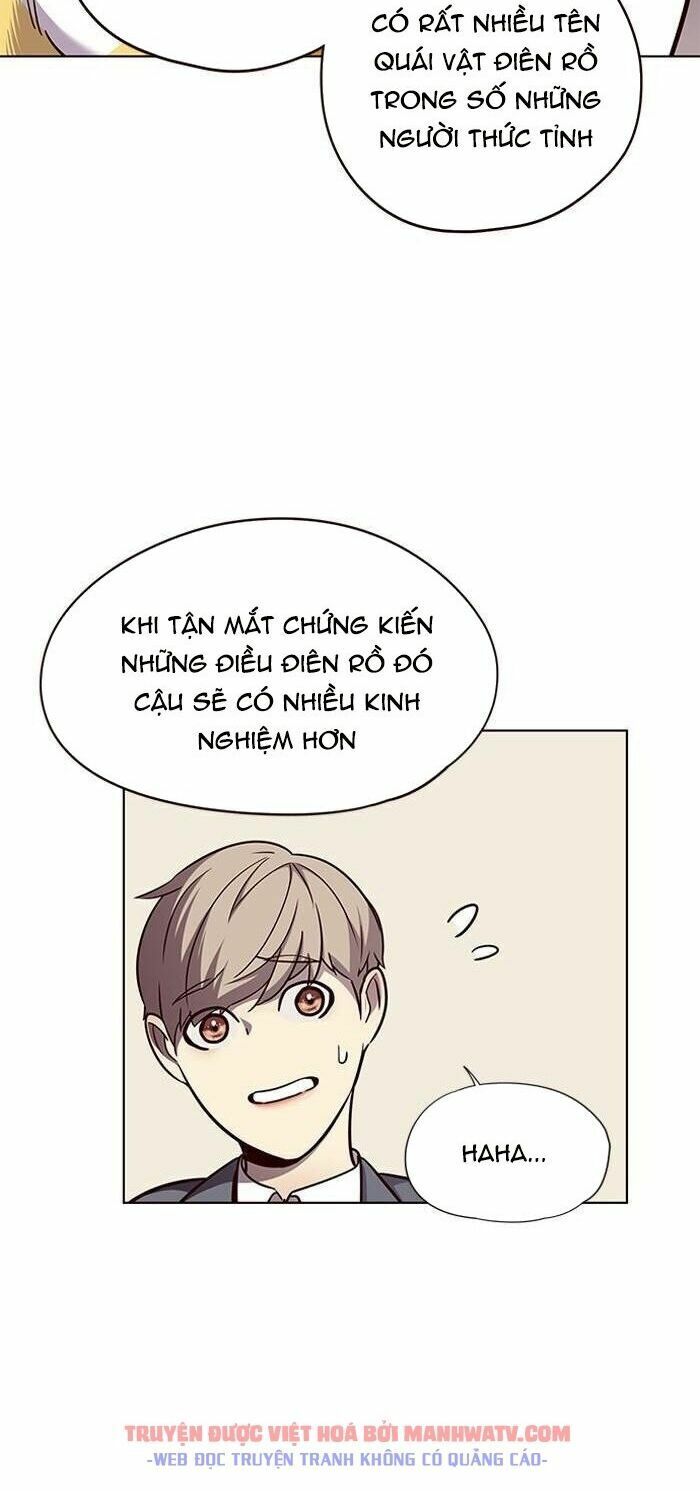 CÓ RẤT NHIỀU TÊN
QUÁI VẬT ĐIÊN RỒ
TRONG SỐ NHỮNG
NGƯỜI THỨC TỈNH
KHI TẬN MẮT CHỨNG KIẾN
NHỮNG ĐIỀU ĐIÊN RỒ ĐÓ
CẬU SẼ CÓ NHIỀU KINH
NGHIỆM HƠN
HAHA...
TRUYỆN ĐƯỢC VIỆT HOÁ BỞI MANHWATV.COM
-WEB ĐỌC TRUYỆN TRANH KHÔNG CÓ QUẢNG CÁO-